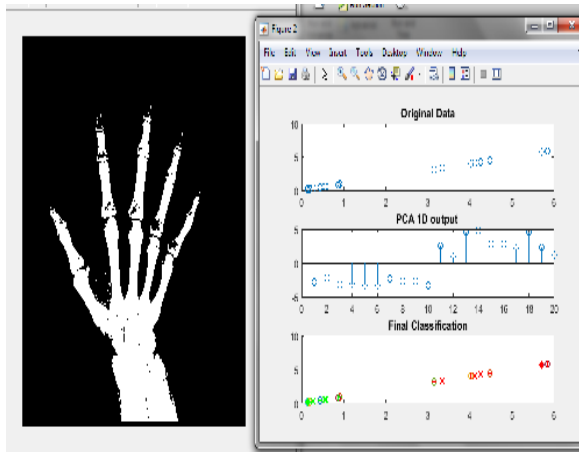 Figure 2
File Edit View Insert Tools Desktop Window Help
Original Data
10
5
0
0 1 2 3 4 5 6
PCA 1D output
5
0
-5
0 2 4 6 8 10 12 14 16 18 20
Final Classification
10
5
0
0 1 2 3 4 5 6